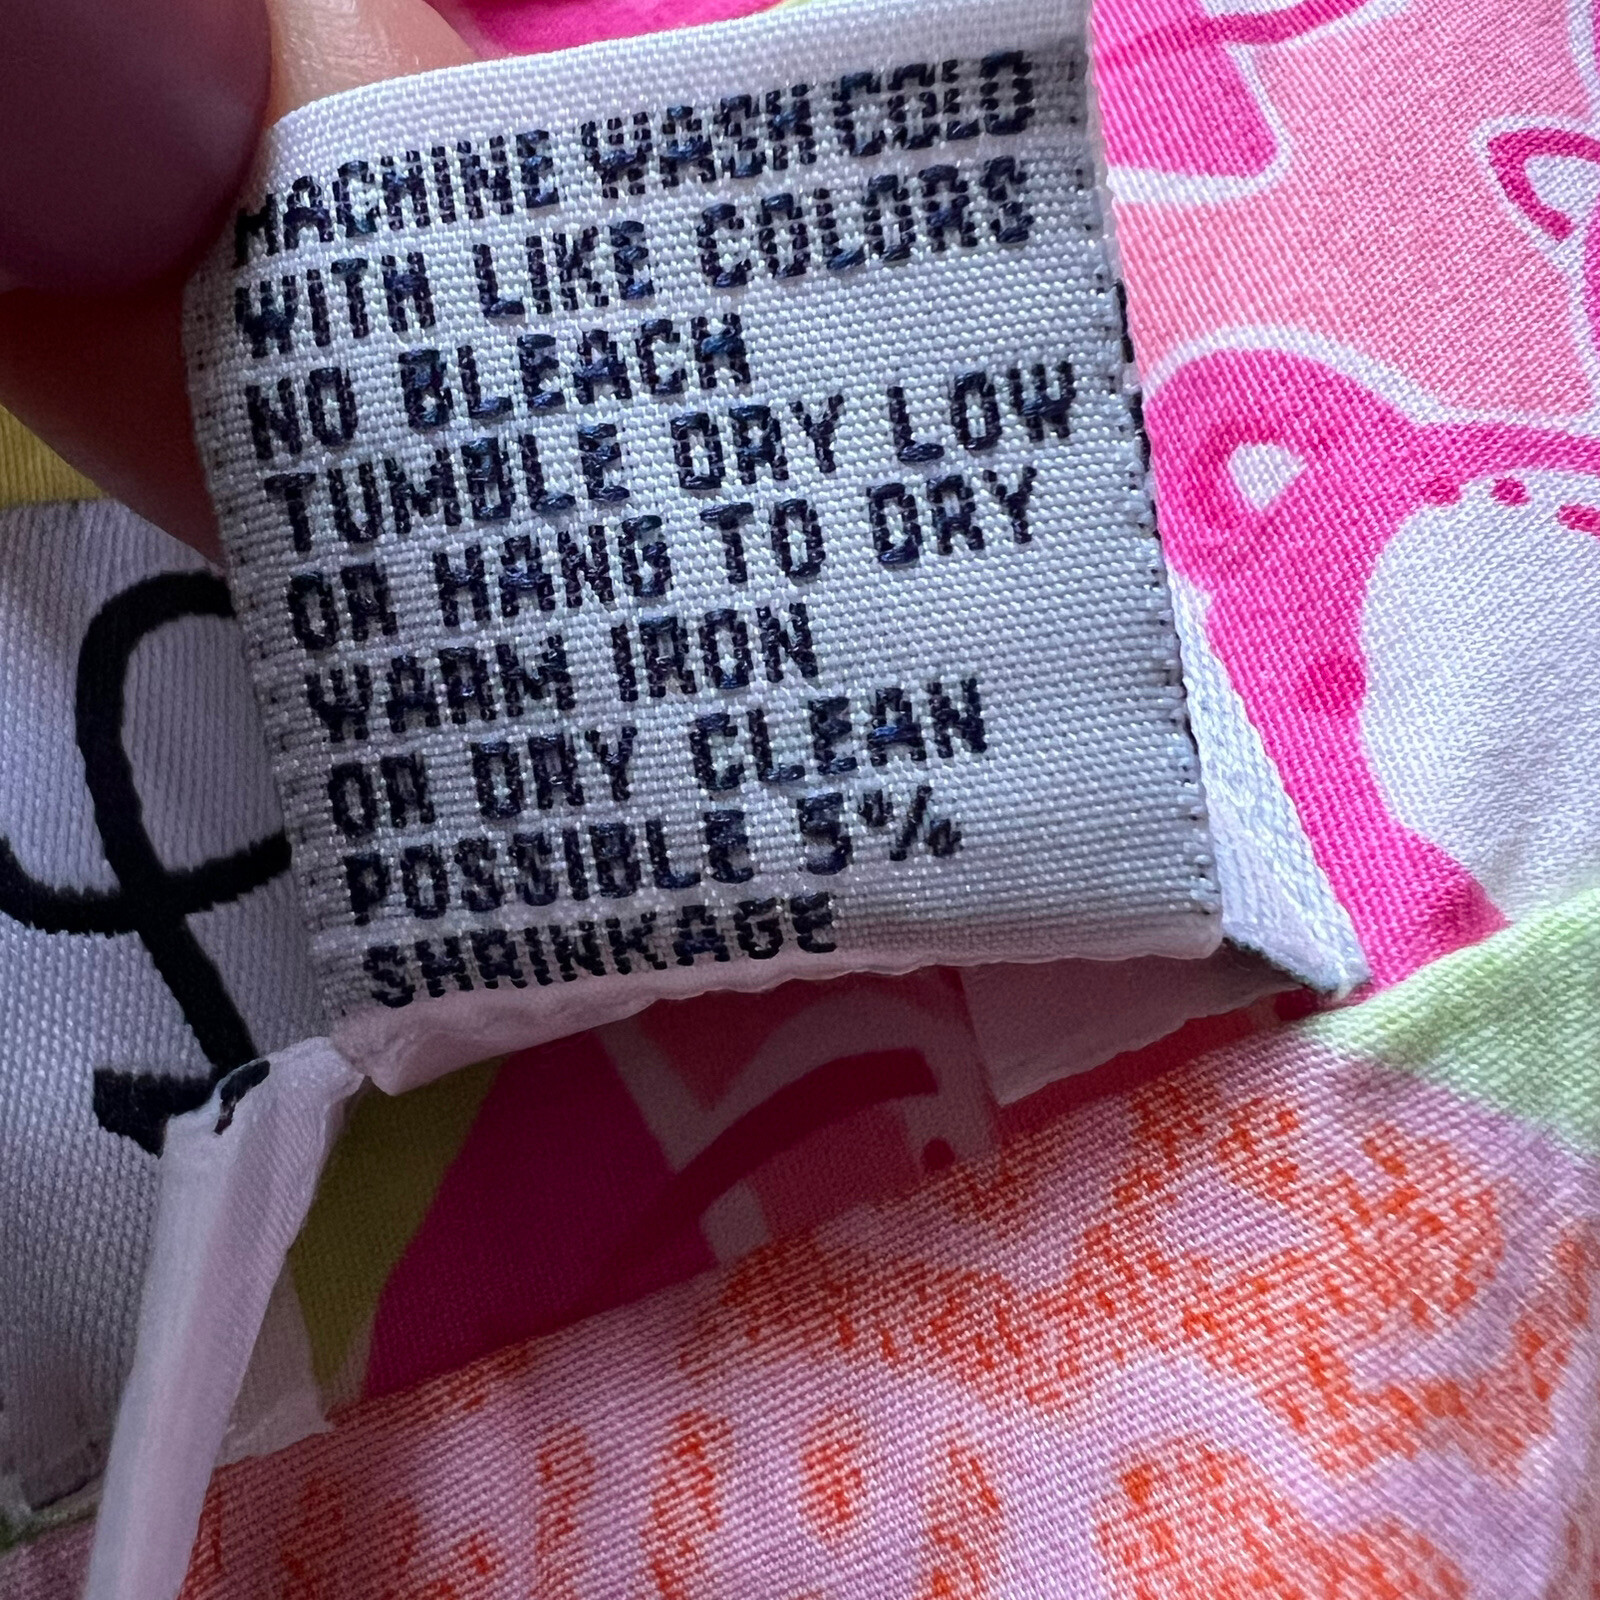 MACHINE WASH COLD
WITH LIKE COLORS
NO BLEACH
TUMBLE DRY LOW
OR HANG TO DRY
WARM IRON
OR DRY CLEAN
POSSIBLE 5%
SHRINKAGE